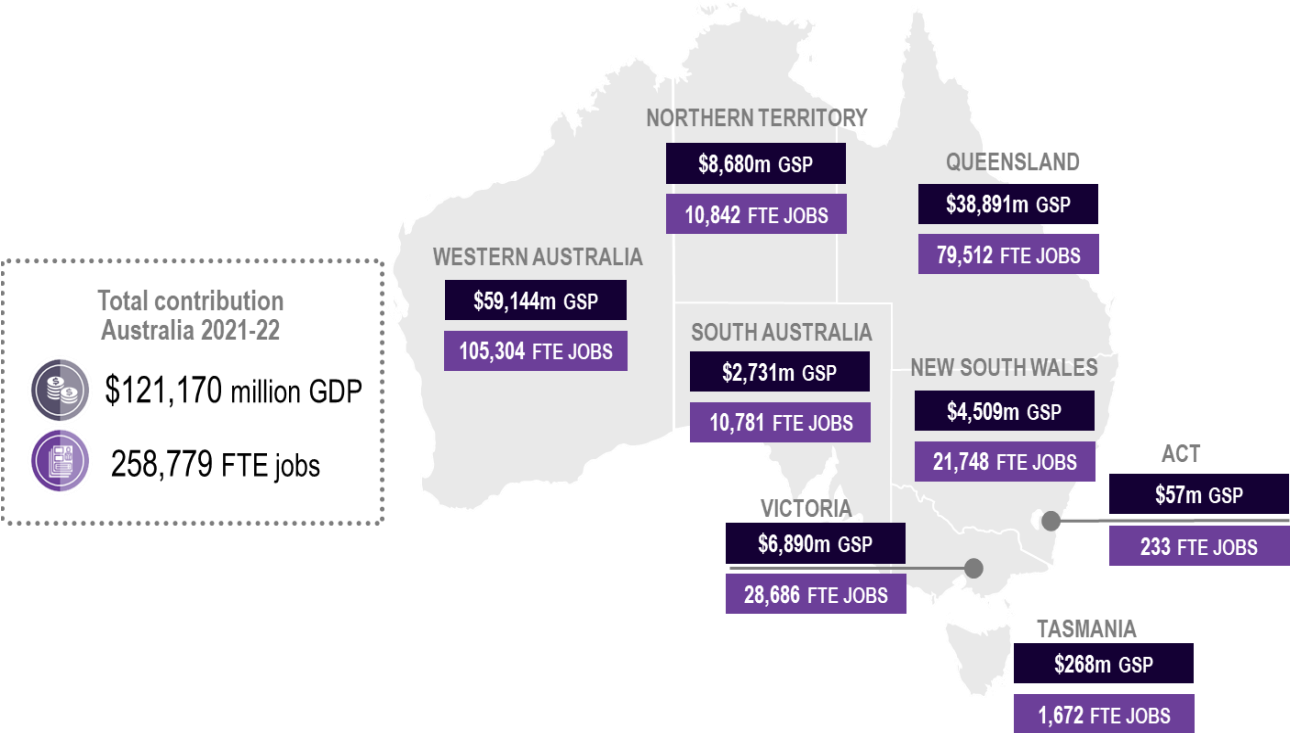 NORTHERN TERRITORY
$8,680m GSP
10,842 FTE JOBS
QUEENSLAND
$38,891m GSP
79,512 FTE JOBS
WESTERN AUSTRALIA
$59,144m GSP
105,304 FTE JOBS
Total contribution
Australia 2021-22
$121,170 million GDP
258,779 FTE jobs
SOUTH AUSTRALIA
$2,731m GSP
10,781 FTE JOBS
NEW SOUTH WALES
$4,509m GSP
21,748 FTE JOBS
ACT
$57m GSP
233 FTE JOBS
VICTORIA
$6,890m GSP
28,686 FTE JOBS
TASMANIA
$268m GSP
1,672 FTE JOBS